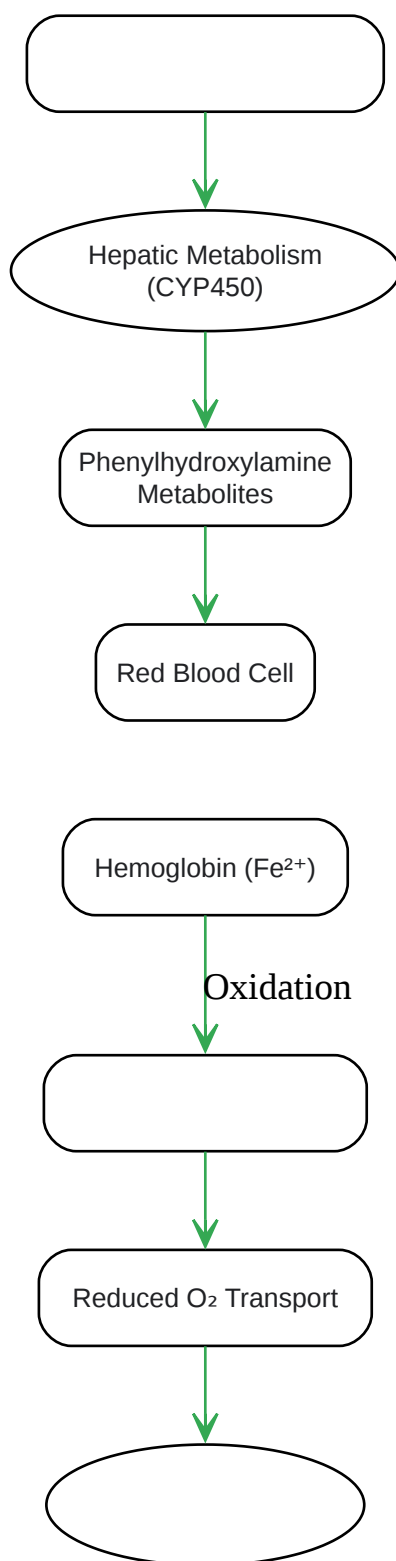 Hepatic Metabolism
(CYP450)
Phenylhydroxylamine
Metabolites
Red Blood Cell
Hemoglobin (Fe²⁺)
Oxidation
Reduced O₂ Transport